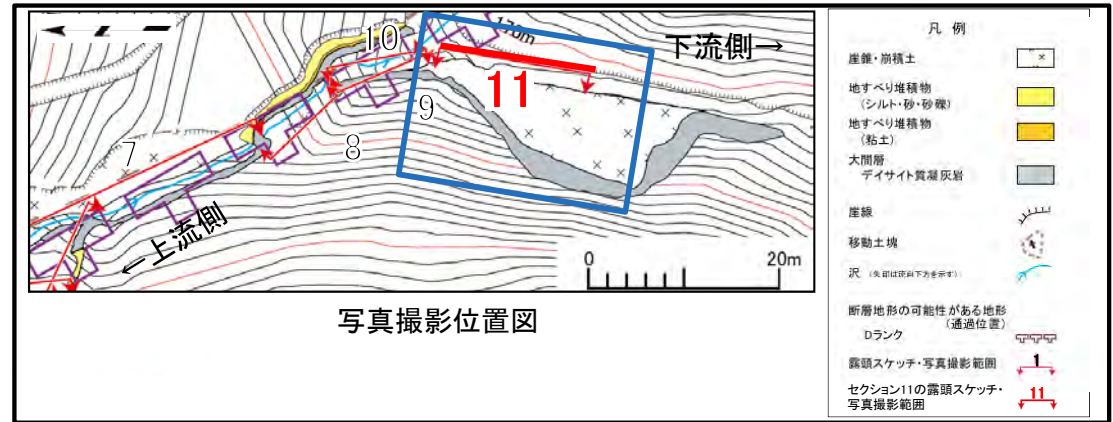 10
170m
下流側→
11
9
8
7
←上流側
0
20m
写真撮影位置図
凡 例
崖錐・崩積土
地すべり堆積物
(シルト・砂・砂礫)
地すべり堆積物
(粘土)
大間層
デイサイト質凝灰岩
崖線
移動土塊
沢 (矢印は流向下方を示す)
断層地形の可能性がある地形
(通過位置)
Dランク
露頭スケッチ・写真撮影範囲
1
セクション11の露頭スケッチ・
写真撮影範囲
11